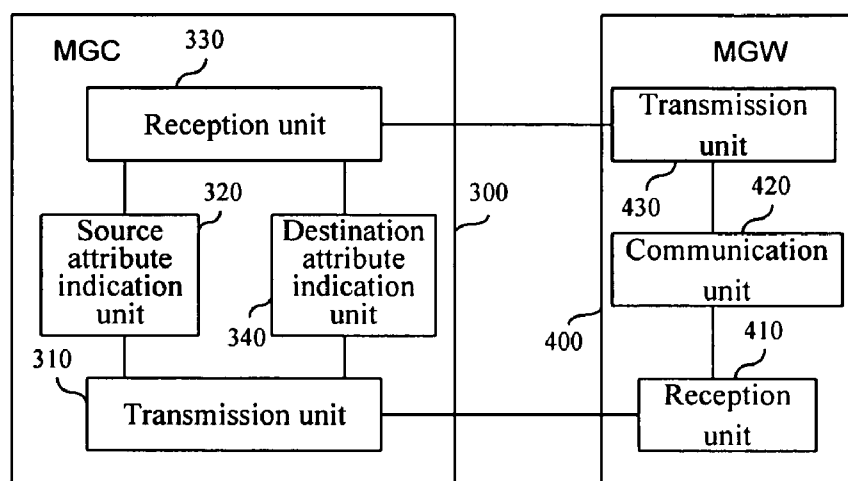 MGC
330
Reception unit
320
Source
attribute
indication
unit
Destination
attribute
indication
unit
340
300
310
Transmission unit
MGW
Transmission
unit
430
420
Communication
unit
400
410
Reception
unit